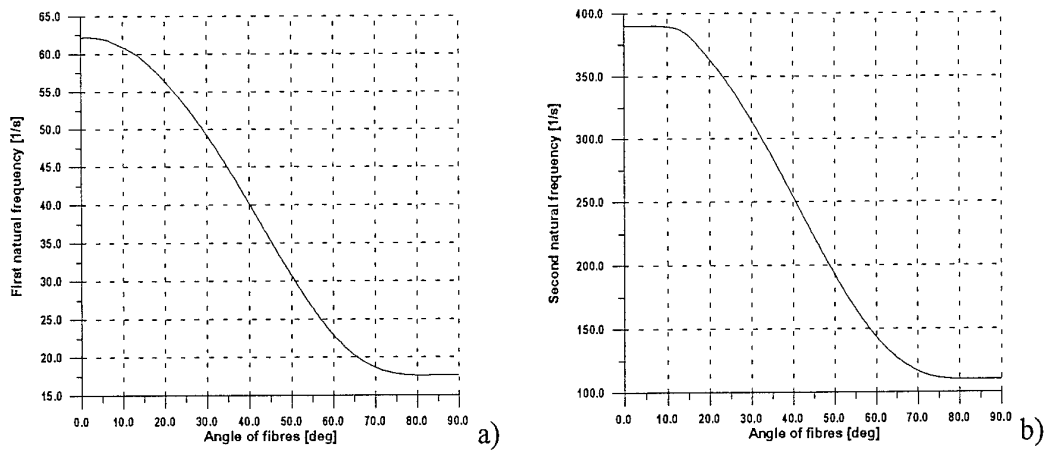 65.0
60.0
55.0
50.0
45.0
40.0
35.0
30.0
25.0
20.0
15.0
First natural frequency [1/s]
0.0 10.0 20.0 30.0 40.0 50.0 60.0 70.0 80.0 90.0
Angle of fibres [deg]
a)
400.0
350.0
300.0
250.0
200.0
150.0
100.0
Second natural frequency [1/s]
0.0 10.0 20.0 30.0 40.0 50.0 60.0 70.0 80.0 90.0
Angle of fibres [deg]
b)